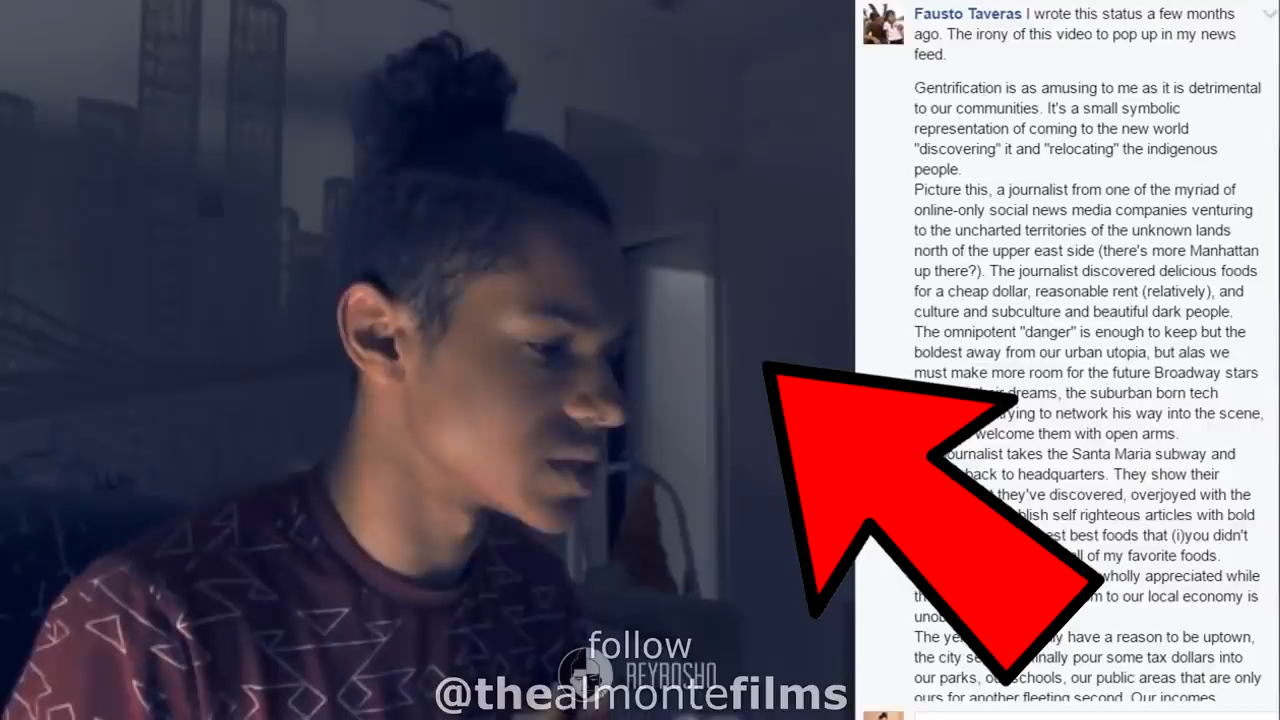 Fausto Taveras I wrote this status a few months
ago. The irony of this video to pop up in my news
feed.
Gentrification is as amusing to me as it is detrimental
to our communities. It's a small symbolic
representation of coming to the new world
"discovering" it and "relocating" the indigenous
people.
Picture this, a journalist from one of the myriad of
online-only social news media companies venturing
to the uncharted territories of the unknown lands
north of the upper east side (there's more Manhattan
up there?). The journalist discovered delicious foods
for a cheap dollar, reasonable rent (relatively), and
culture and subculture and beautiful dark people.
The omnipotent "danger" is enough to keep but the
boldest away from our urban utopia, but alas we
must make more room for the future Broadway stars
dreams, the suburban born tech
trying to network his way into the scene,
welcome them with open arms.
journalist takes the Santa Maria subway and
back to headquarters. They show their
they've discovered, overjoyed with the
self righteous articles with bold
best foods that (i)you didn't
of my favorite foods.
wholly appreciated while
to our local economy is
The have a reason to be uptown,
the city finally pour some tax dollars into
our parks, schools, our public areas that are only
ours for another fleeting second. Our incomes
follow
REYBOSHO
@thealmontefilms